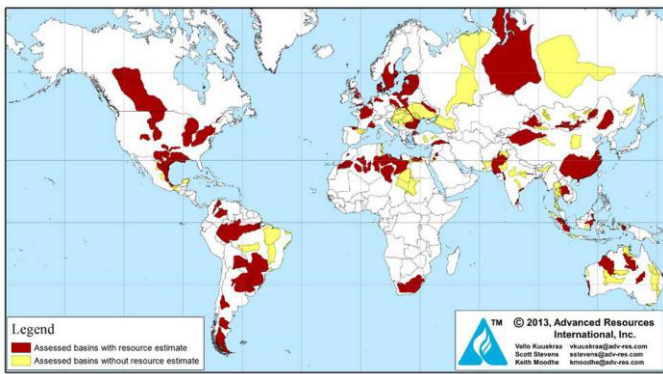 Legend
Assessed basins with resource estimate
Assessed basins without resource estimate
TM
© 2013, Advanced Resources
International, Inc.
Vello Kuuskraa vkuuskraa@adv-res.com
Scott Stevens sstevens@adv-res.com
Keith Moodhe kmoodhe@adv-res.com